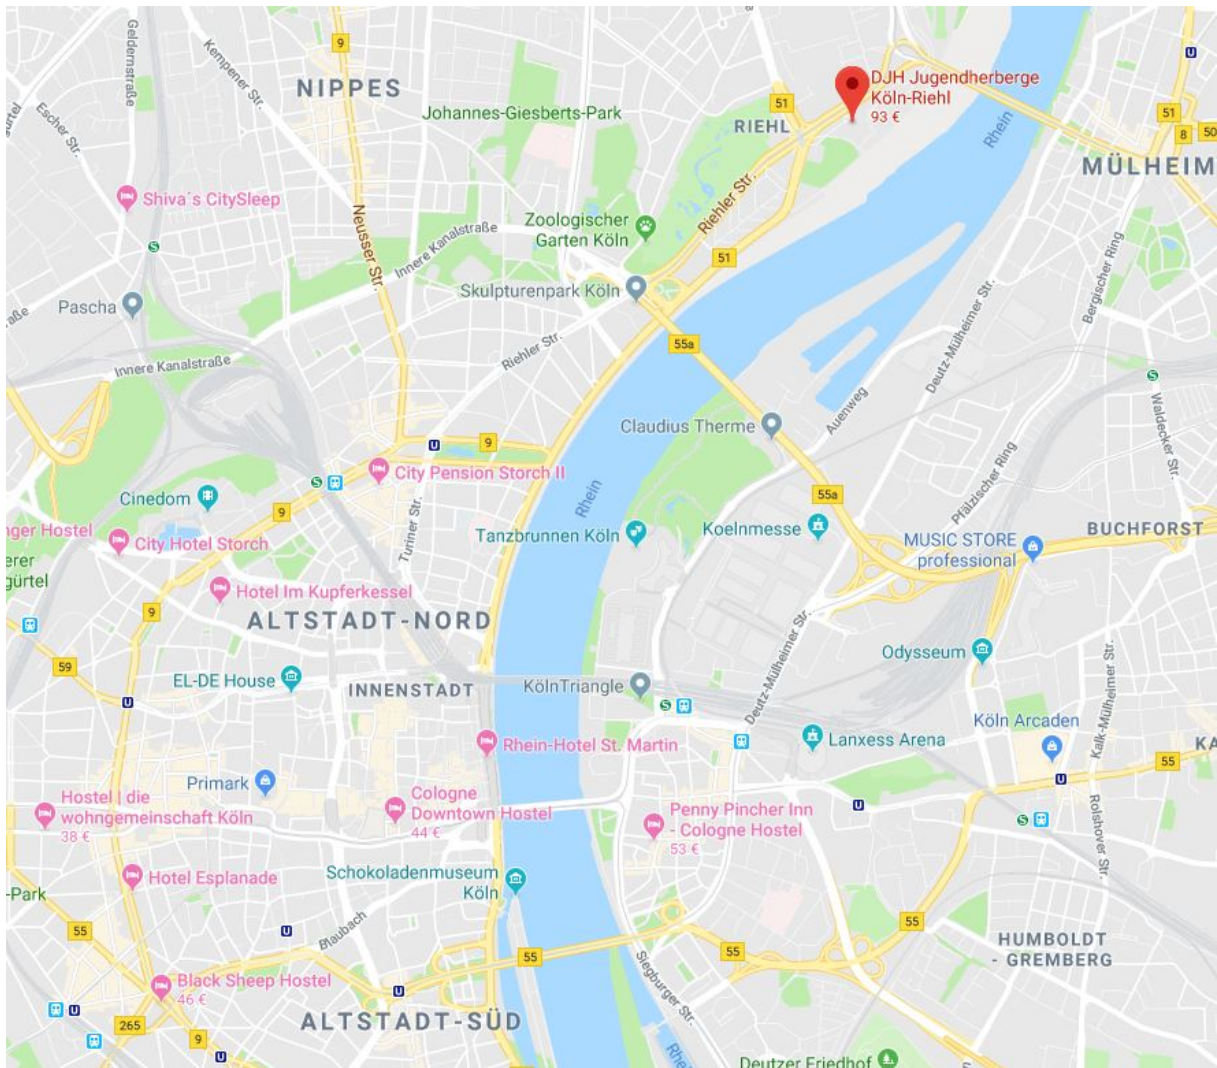 9
Geldernstraße
Kempener Str.
Escher Str.
NIPPES
Johannes-Giesberts-Park
51
RIEHL
DJH Jugendherberge
Köln-Riehl
93 €
Rhein
51
8
MÜLHEIM
Shiva´s CitySleep
S
Neusser Str.
Innere Kanalstraße
Zoologischer
Garten Köln
Riehler Str.
51
Skulpturenpark Köln
Pascha
Bergischer Ring
Deutz-Mülheimer Str.
Riehler Str.
55a
Innere Kanalstraße
Auenweg
S
Waldecker Str.
Claudius Therme
U
9
City Pension Storch II
S
Pfälzischer Ring
Cinedom
9
Turiner Str.
Rhein
55a
Tanzbrunnen Köln
Koelnmesse
BUCHFORST
MUSIC STORE
professional
City Hotel Storch
Hotel Im Kupferkessel
9
ALTSTADT-NORD
Deutz-Mülheimer Str.
Odysseum
59
EL-DE House
INNENSTADT
KölnTriangle
U
S
Kalk-Mülheimer Str.
Köln Arcaden
Rhein-Hotel St. Martin
Lanxess Arena
55
U
Primark
Hostel | die
wohngemeinschaft Köln
38 €
Cologne
Downtown Hostel
44 €
Penny Pincher Inn
- Cologne Hostel
53 €
U
S
Rolshover Str.
Hotel Esplanade
Schokoladenmuseum
Köln
-Park
55
U
Blaubach
55
55
55
HUMBOLDT
- GREMBERG
Siegburger Str.
Black Sheep Hostel
46 €
U
U
265
9
ALTSTADT-SÜD
U
Deutzer Friedhof